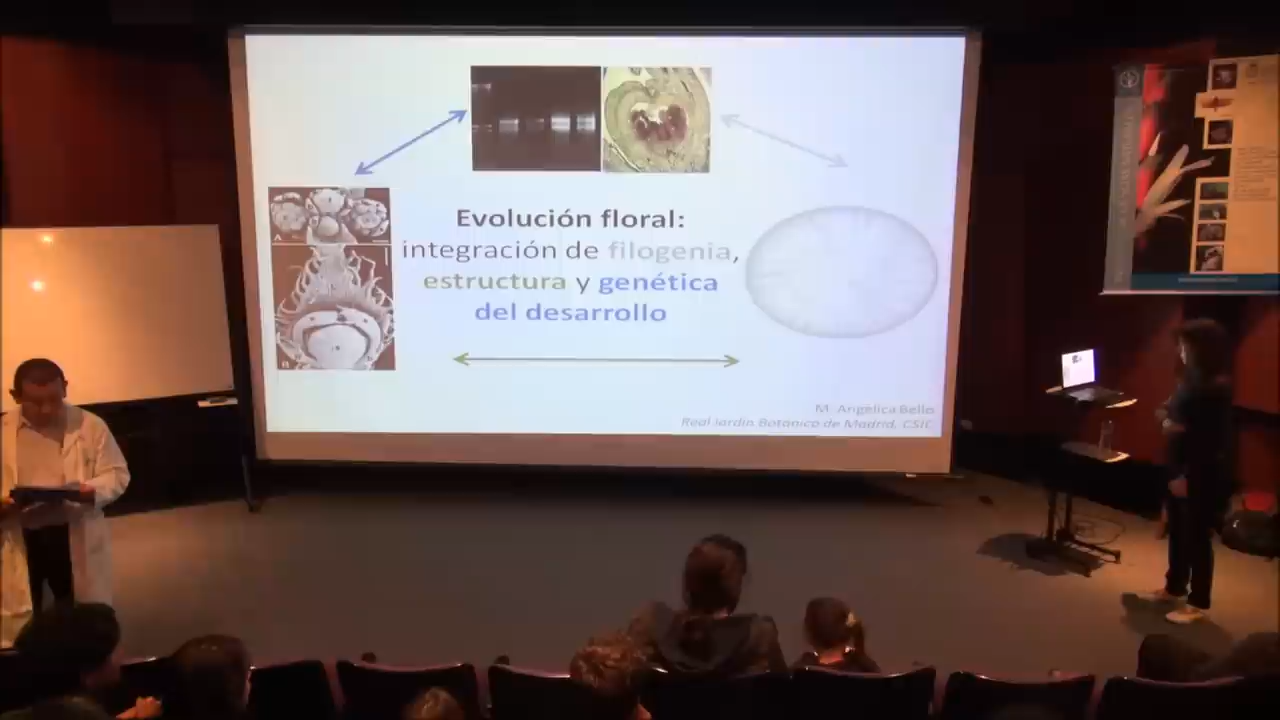 Evolución floral:
integración de filogenia,
estructura y genética
del desarrollo
M. Angélica Bello
Real Jardín Botánico de Madrid, CSIC
A
B